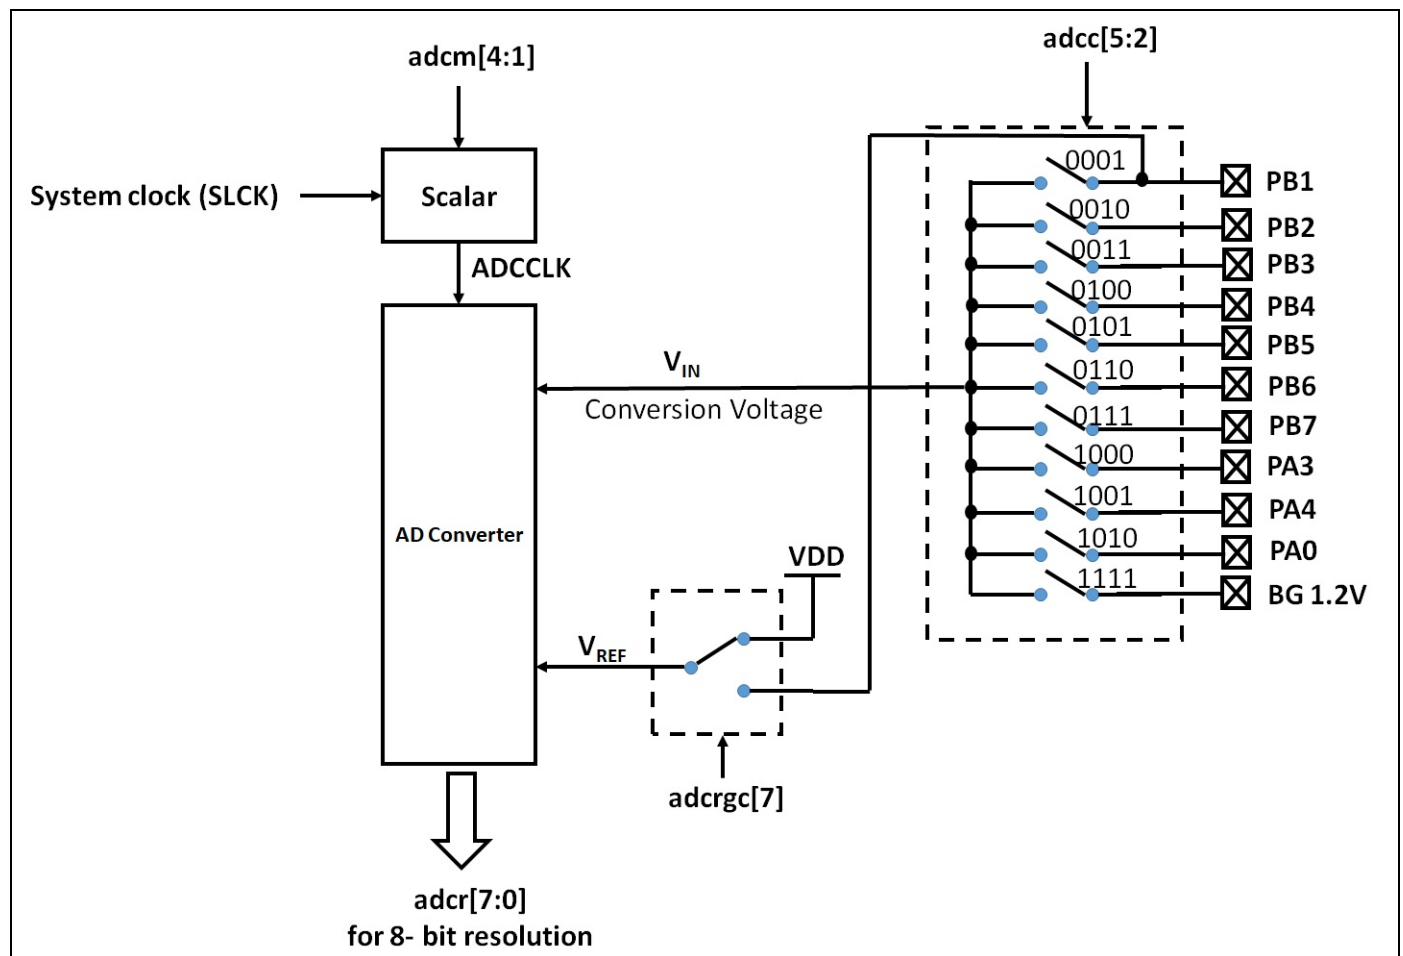 adcm[4:1]
adcc[5:2]
System clock (SLCK)
Scalar
ADCCLK
0001
PB1
0010
PB2
0011
PB3
0100
PB4
0101
PB5
0110
PB6
0111
PB7
1000
PA3
1001
PA4
1010
PA0
1111
BG 1.2V
VIN
Conversion Voltage
AD Converter
VDD
VREF
adcrgc[7]
adcr[7:0]
for 8- bit resolution